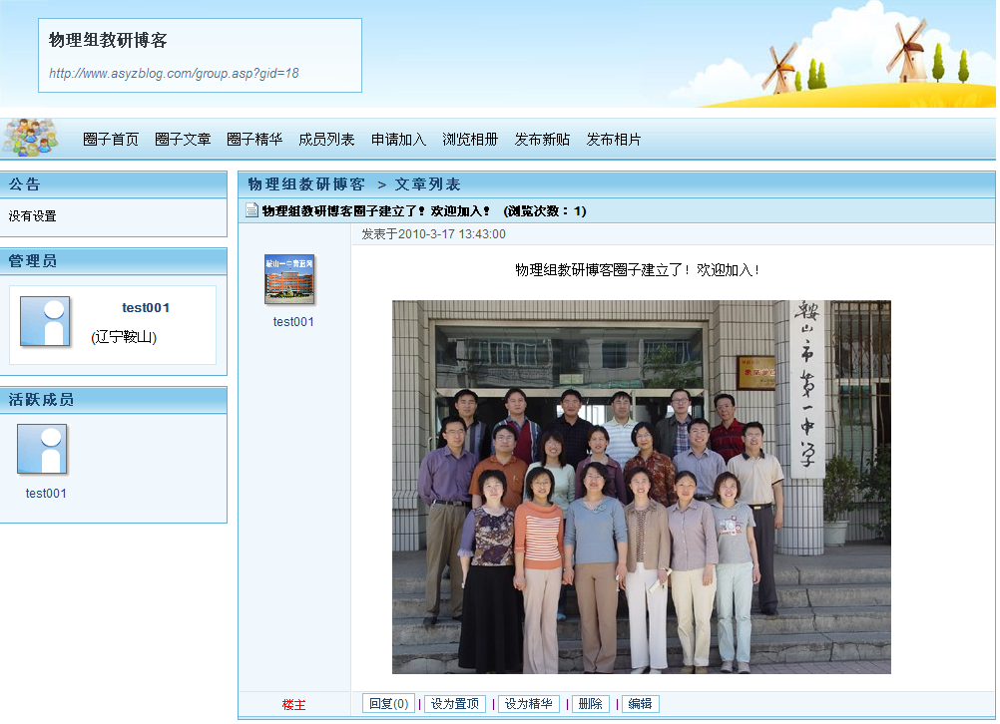 物理组教研博客
http://www.asyzblog.com/group.asp?gid=18
圈子首页 圈子文章 圈子精华 成员列表 申请加入 浏览相册 发布新贴 发布相片
公告
没有设置
管理员
test001
(辽宁鞍山)
活跃成员
test001
物理组教研博客 > 文章列表
物理组教研博客圈子建立了！欢迎加入！ (浏览次数：1)
发表于2010-3-17 13:43:00
test001
物理组教研博客圈子建立了！欢迎加入！
鞍山市第一中学
楼主
回复(0) | 设为置顶 | 设为精华 | 删除 | 编辑